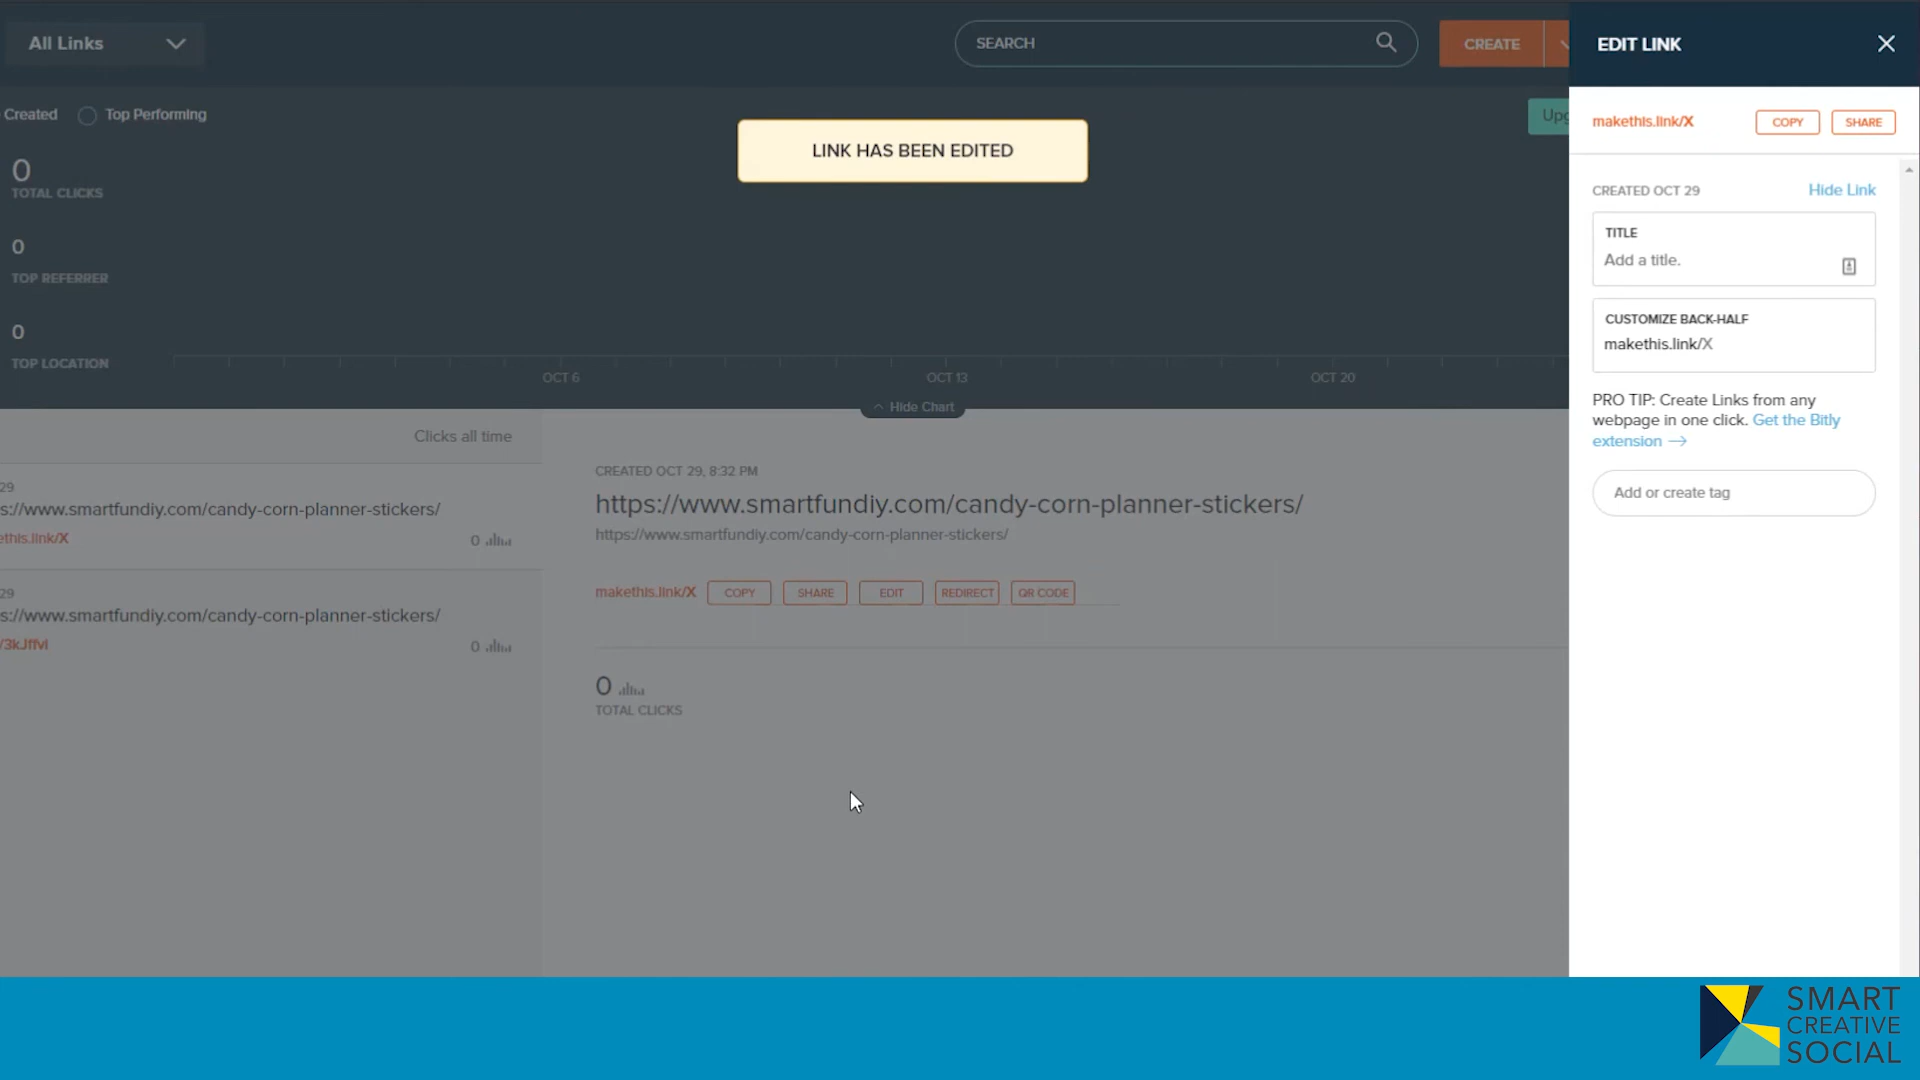 All Links
SEARCH
CREATE
EDIT LINK
Created
Top Performing
LINK HAS BEEN EDITED
makethis.link/X
COPY
SHARE
0
TOTAL CLICKS
0
TOP REFERRER
0
TOP LOCATION
OCT 6
OCT 13
OCT 20
Hide Chart
CREATED OCT 29
Hide Link
TITLE
Add a title.
CUSTOMIZE BACK-HALF
makethis.link/X
PRO TIP: Create Links from any
webpage in one click. Get the Bitly
extension →
Add or create tag
Clicks all time
29
s://www.smartfundiy.com/candy-corn-planner-stickers/
ethis.link/X
0
29
s://www.smartfundiy.com/candy-corn-planner-stickers/
0
CREATED OCT 29, 8:32 PM
https://www.smartfundiy.com/candy-corn-planner-stickers/
https://www.smartfundiy.com/candy-corn-planner-stickers/
makethis.link/X
COPY
SHARE
EDIT
REDIRECT
QR CODE
0
TOTAL CLICKS
SMART
CREATIVE
SOCIAL